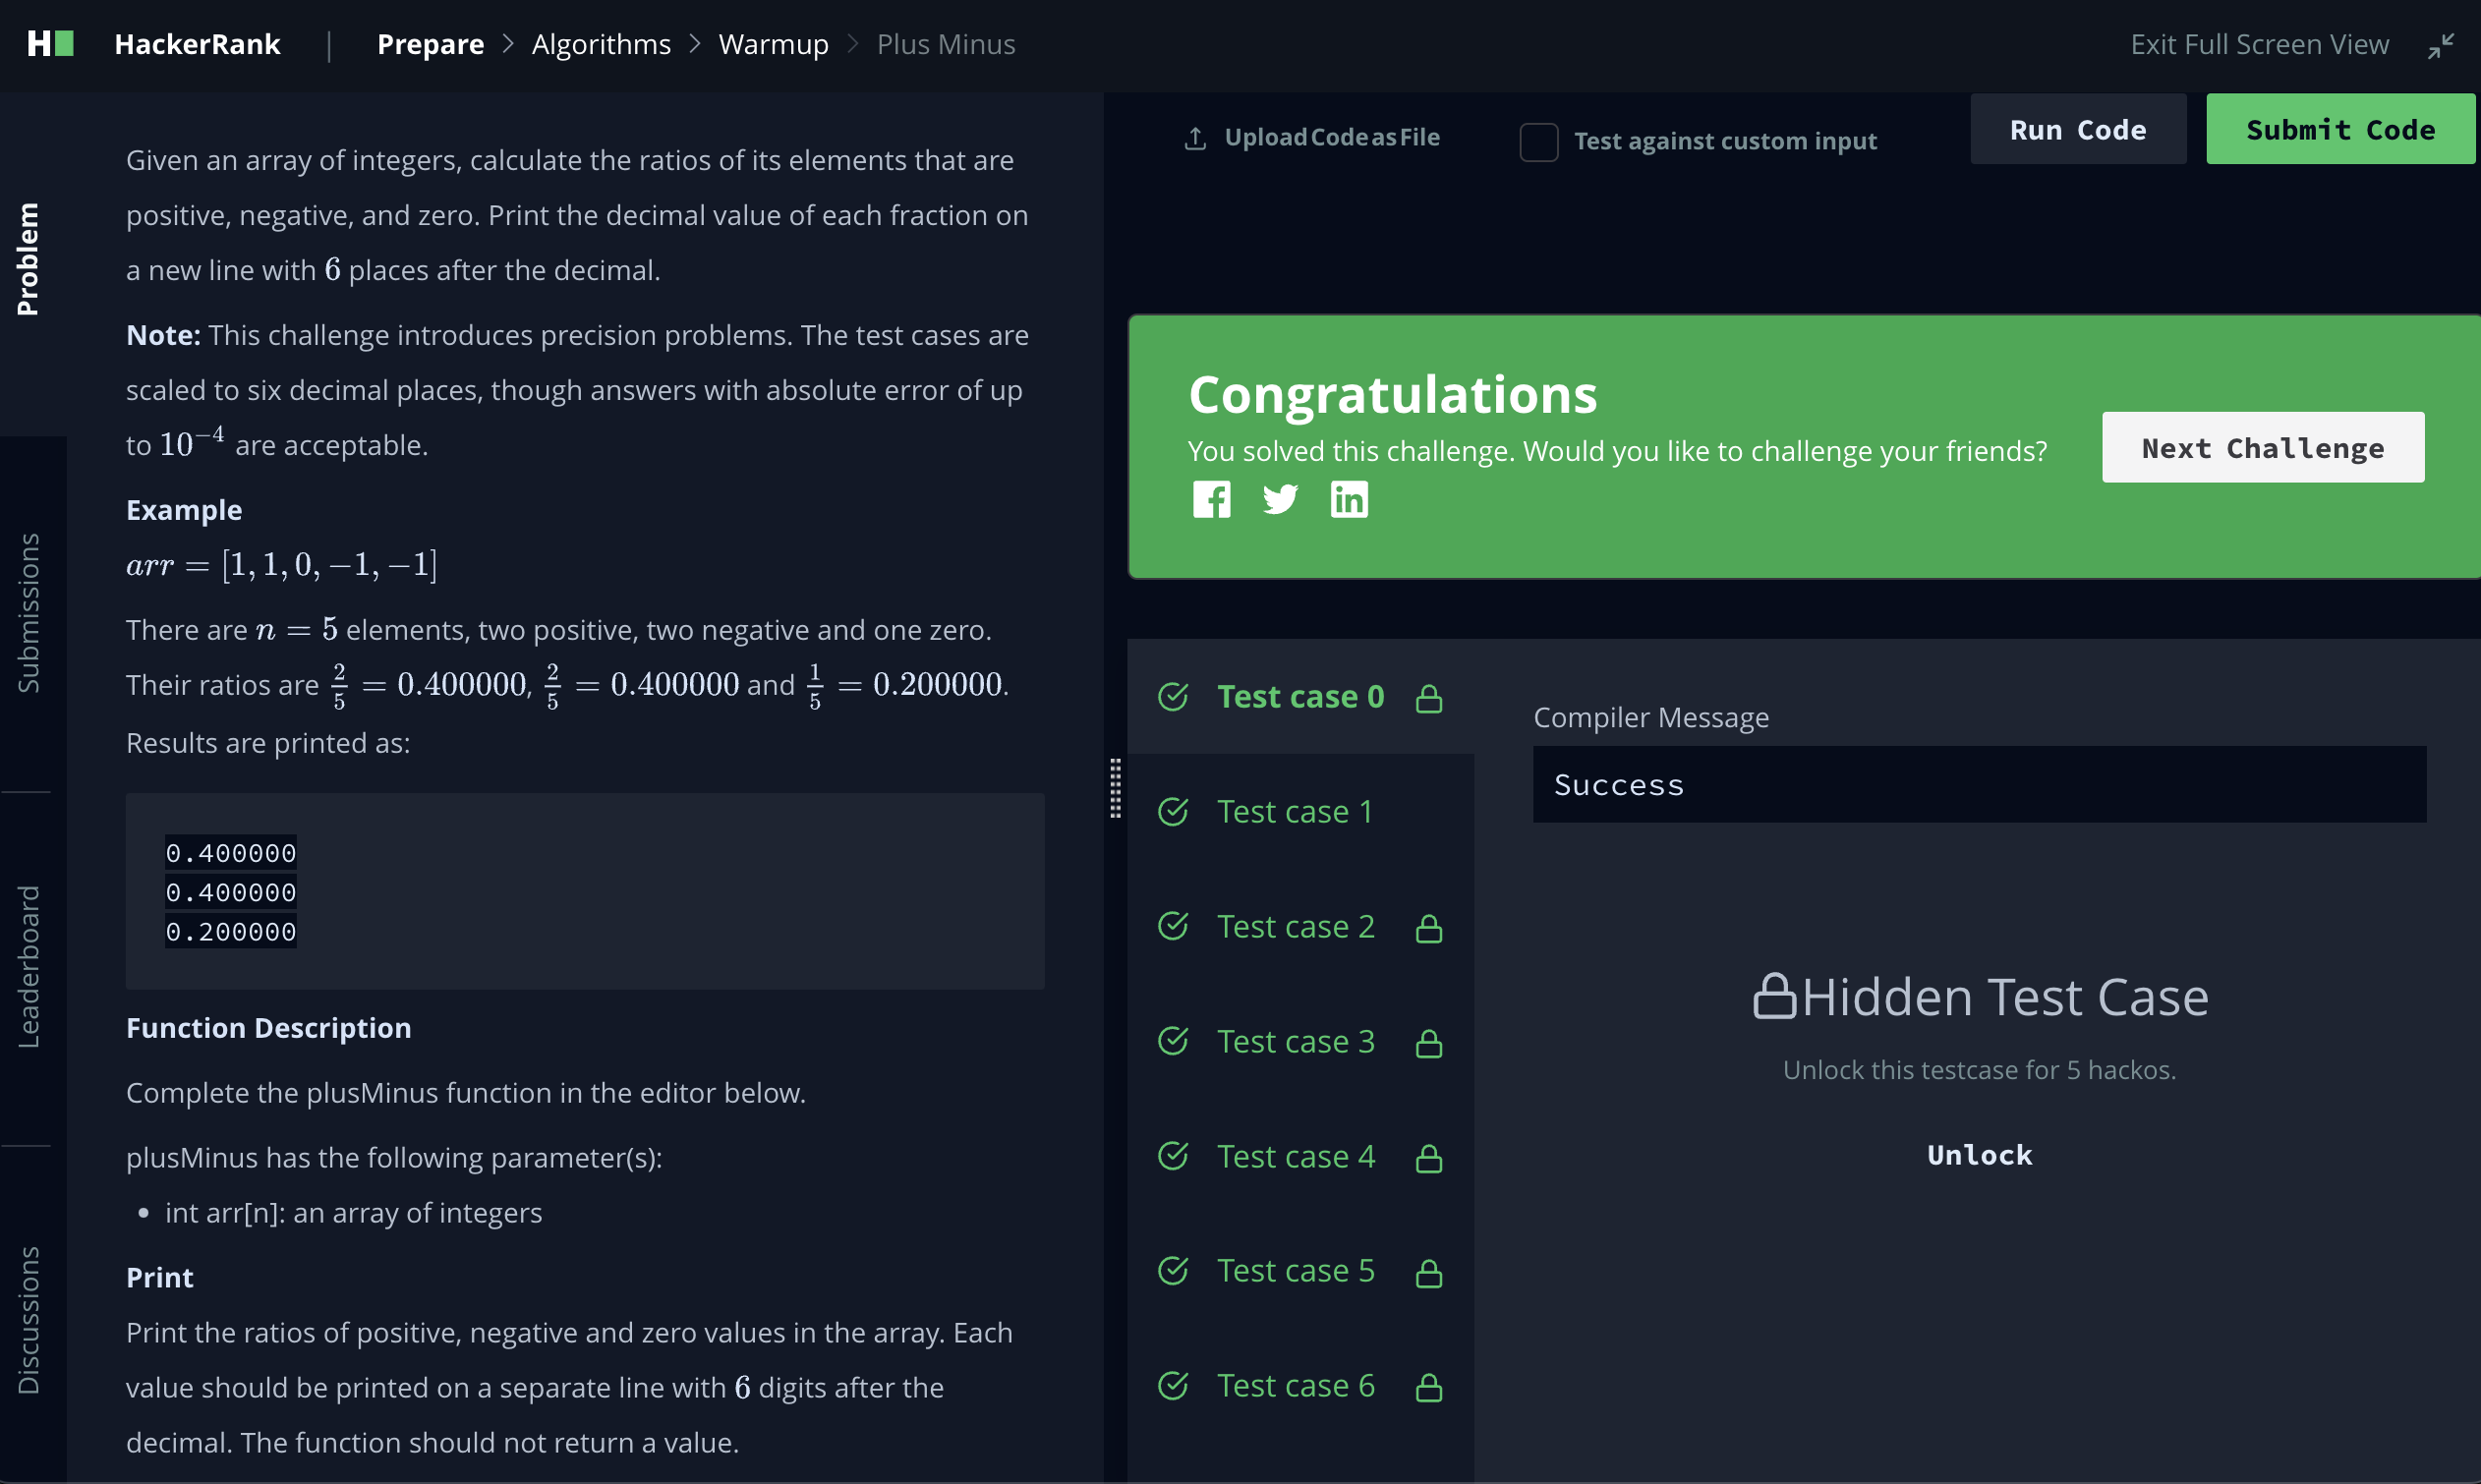 H HackerRank | Prepare > Algorithms > Warmup > Plus Minus
Exit Full Screen View
Problem
Submissions
Leaderboard
Discussions
Given an array of integers, calculate the ratios of its elements that are
positive, negative, and zero. Print the decimal value of each fraction on
a new line with 6 places after the decimal.
Note: This challenge introduces precision problems. The test cases are
scaled to six decimal places, though answers with absolute error of up
to 10⁻⁴ are acceptable.
Example
arr = [1, 1, 0, −1, −1]
There are n = 5 elements, two positive, two negative and one zero.
Their ratios are 2/5 = 0.400000, 2/5 = 0.400000 and 1/5 = 0.200000.
Results are printed as:
0.400000
0.400000
0.200000
Function Description
Complete the plusMinus function in the editor below.
plusMinus has the following parameter(s):
• int arr[n]: an array of integers
Print
Print the ratios of positive, negative and zero values in the array. Each
value should be printed on a separate line with 6 digits after the
decimal. The function should not return a value.
Upload Code as File
Test against custom input
Run Code
Submit Code
Congratulations
You solved this challenge. Would you like to challenge your friends?
Next Challenge
Test case 0
Test case 1
Test case 2
Test case 3
Test case 4
Test case 5
Test case 6
Compiler Message
Success
Hidden Test Case
Unlock this testcase for 5 hackos.
Unlock